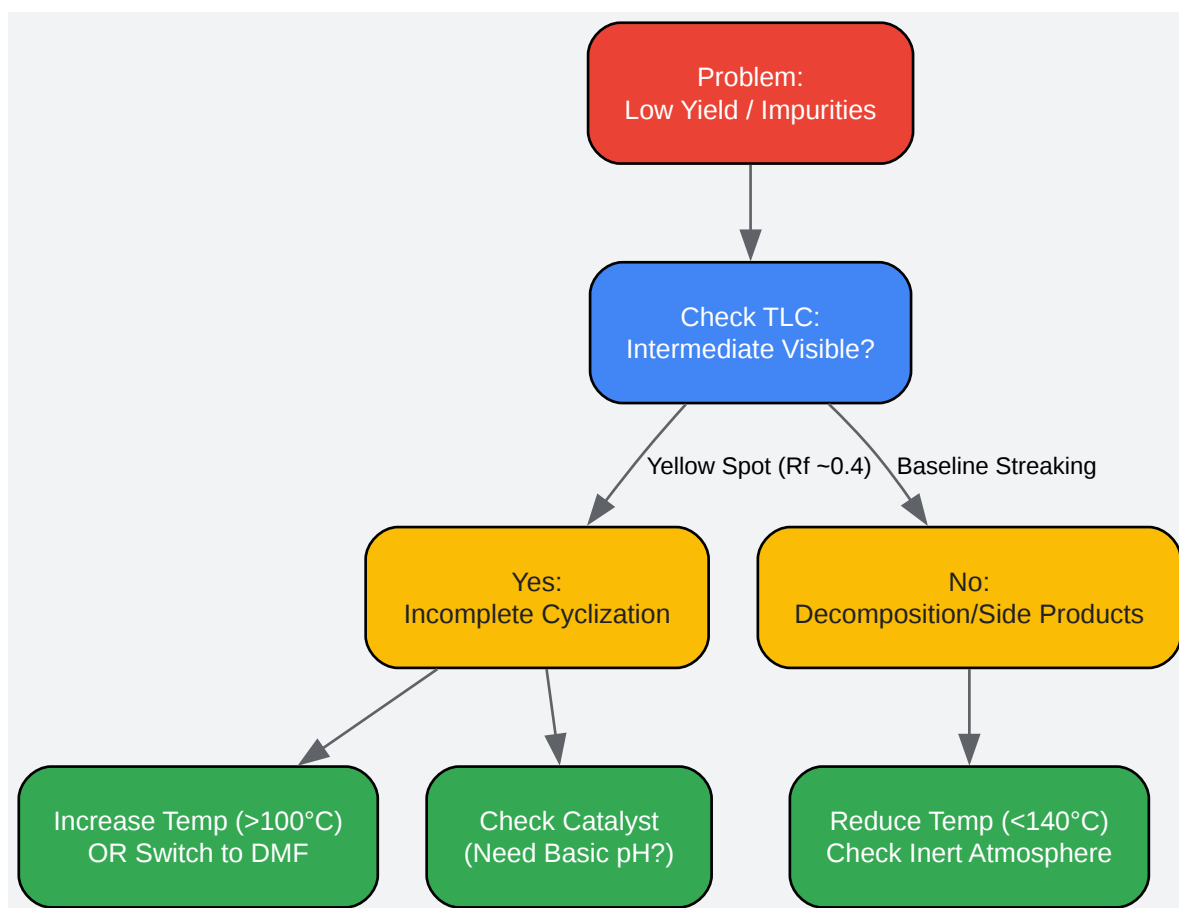 Problem:
Low Yield / Impurities
Check TLC:
Intermediate Visible?
Yellow Spot (Rf ~0.4)
Baseline Streaking
Yes:
Incomplete Cyclization
No:
Decomposition/Side Products
Increase Temp (>100°C)
OR Switch to DMF
Check Catalyst
(Need Basic pH?)
Reduce Temp (<140°C)
Check Inert Atmosphere